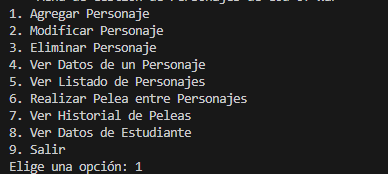 1. Agregar Personaje
2. Modificar Personaje
3. Eliminar Personaje
4. Ver Datos de un Personaje
5. Ver Listado de Personajes
6. Realizar Pelea entre Personajes
7. Ver Historial de Peleas
8. Ver Datos de Estudiante
9. Salir
Elige una opción: 1